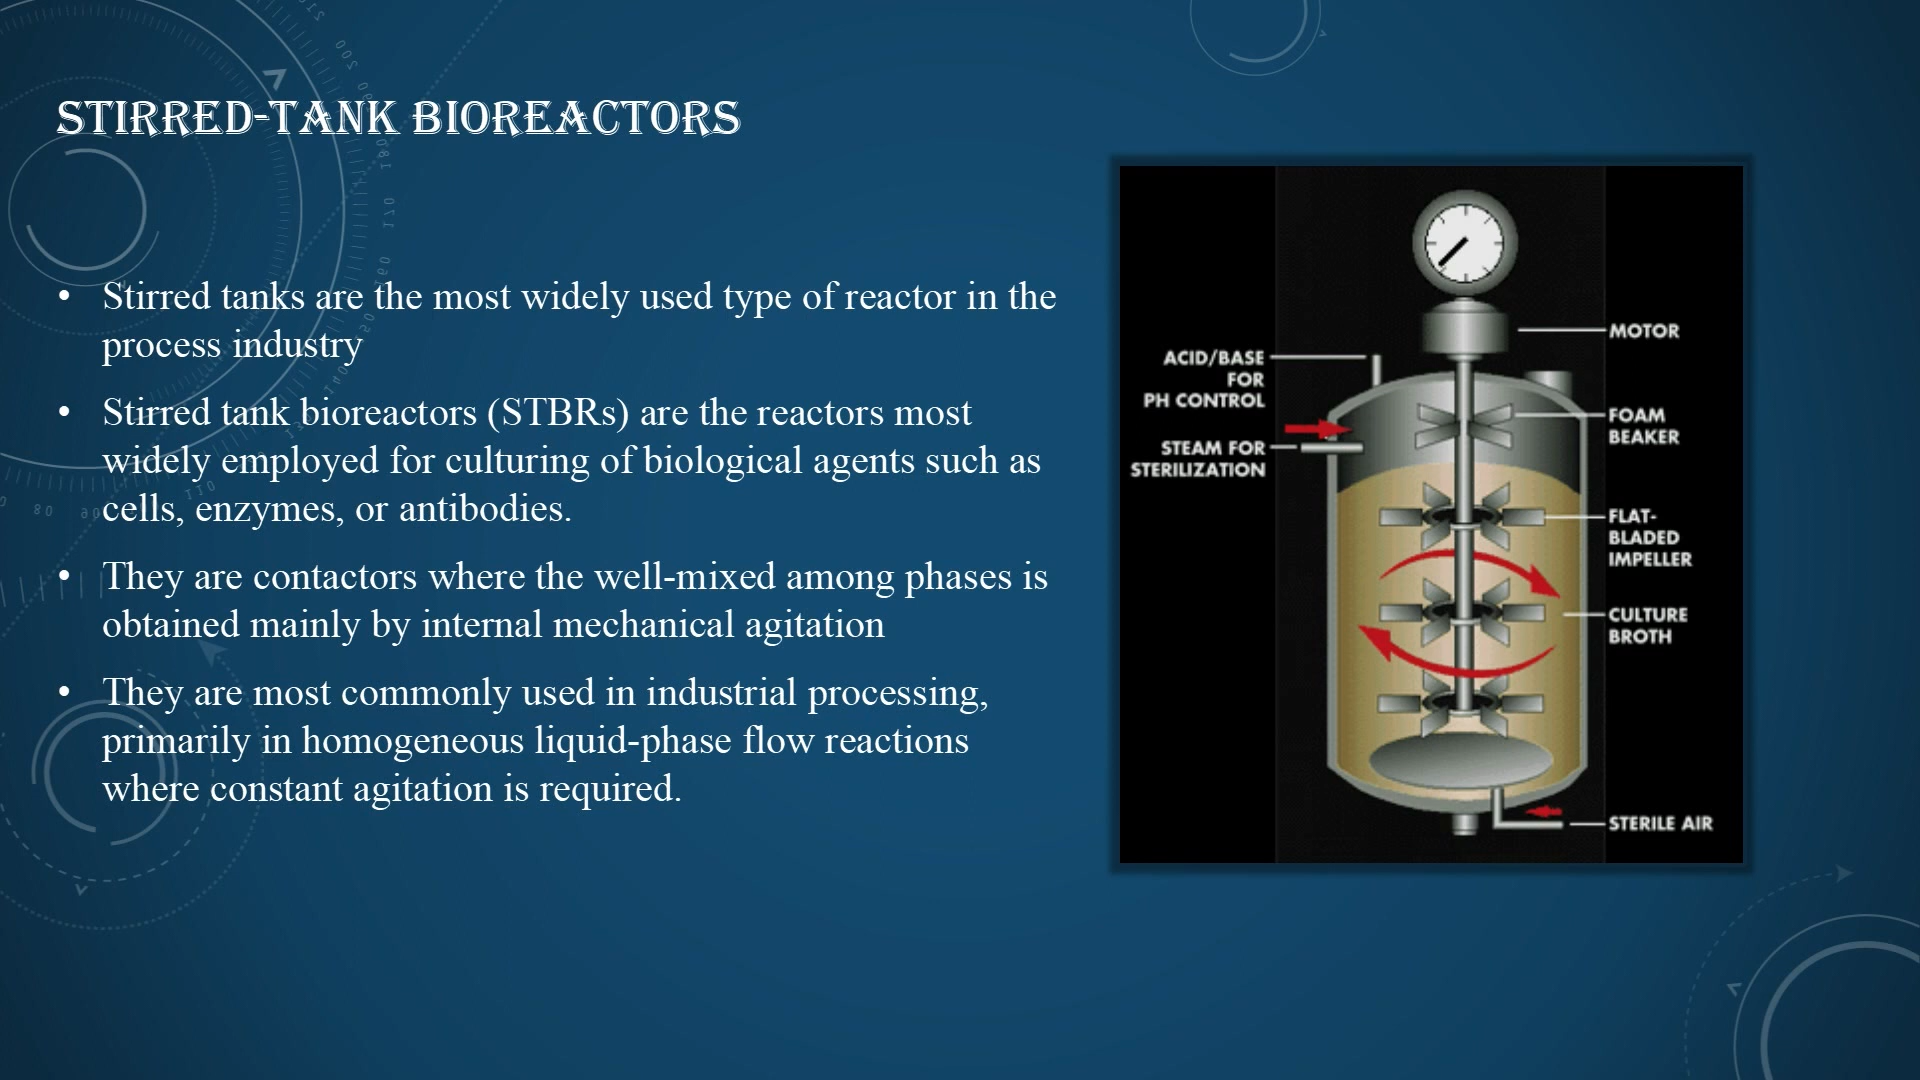 STIRRED-TANK BIOREACTORS
• Stirred tanks are the most widely used type of reactor in the
process industry
• Stirred tank bioreactors (STBRs) are the reactors most
widely employed for culturing of biological agents such as
cells, enzymes, or antibodies.
• They are contactors where the well-mixed among phases is
obtained mainly by internal mechanical agitation
• They are most commonly used in industrial processing,
primarily in homogeneous liquid-phase flow reactions
where constant agitation is required.
MOTOR
ACID/BASE
FOR
PH CONTROL
STEAM FOR
STERILIZATION
FOAM
BEAKER
FLAT-
BLADED
IMPELLER
CULTURE
BROTH
STERILE AIR